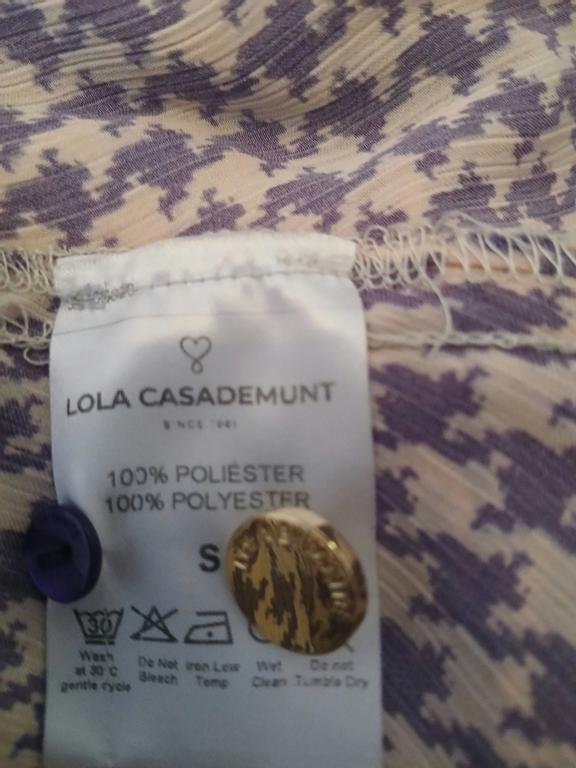 LOLA CASADEMUNT
SINCE 1981
100% POLIÉSTER
100% POLYESTER
S
30
Wash
at 30°C
gentle cycle
Do Not
Bleach
Iron Low
Temp
Wet
Clean
Do not
Tumble Dry